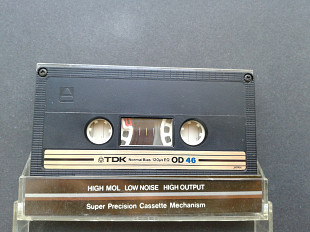 TDK Normal Bias 120μs EQ OD 46
HIGH MOL LOW NOISE HIGH OUTPUT
Super Precision Cassette Mechanism